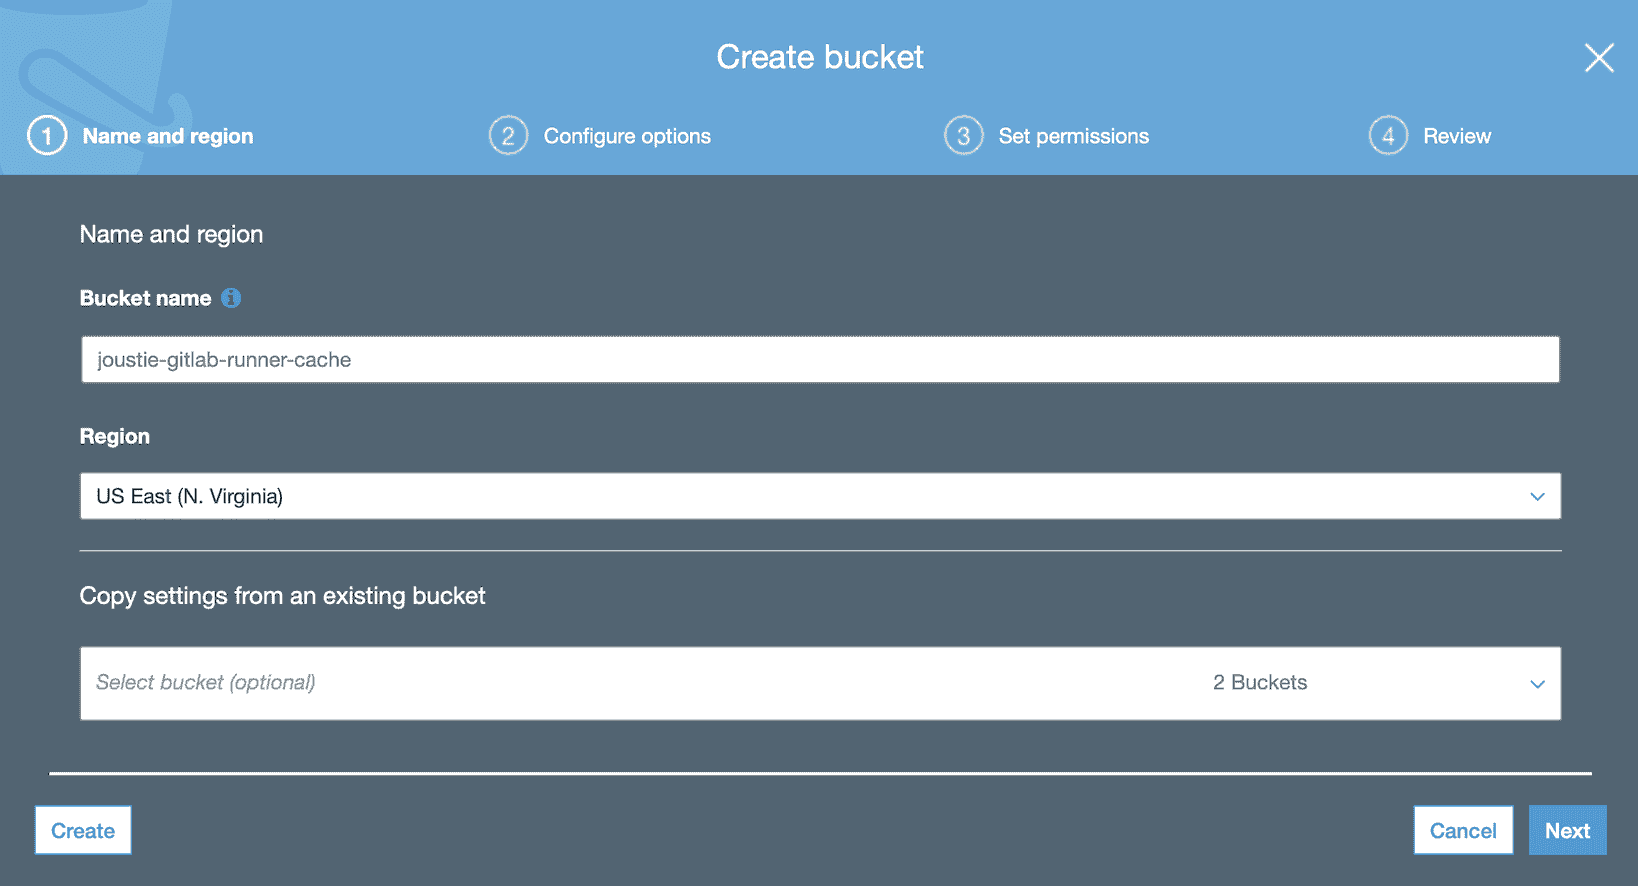 Create bucket
1 Name and region 2 Configure options 3 Set permissions 4 Review
Name and region
Bucket name
joustie-gitlab-runner-cache
Region
US East (N. Virginia)
Copy settings from an existing bucket
Select bucket (optional) 2 Buckets
Create Cancel Next